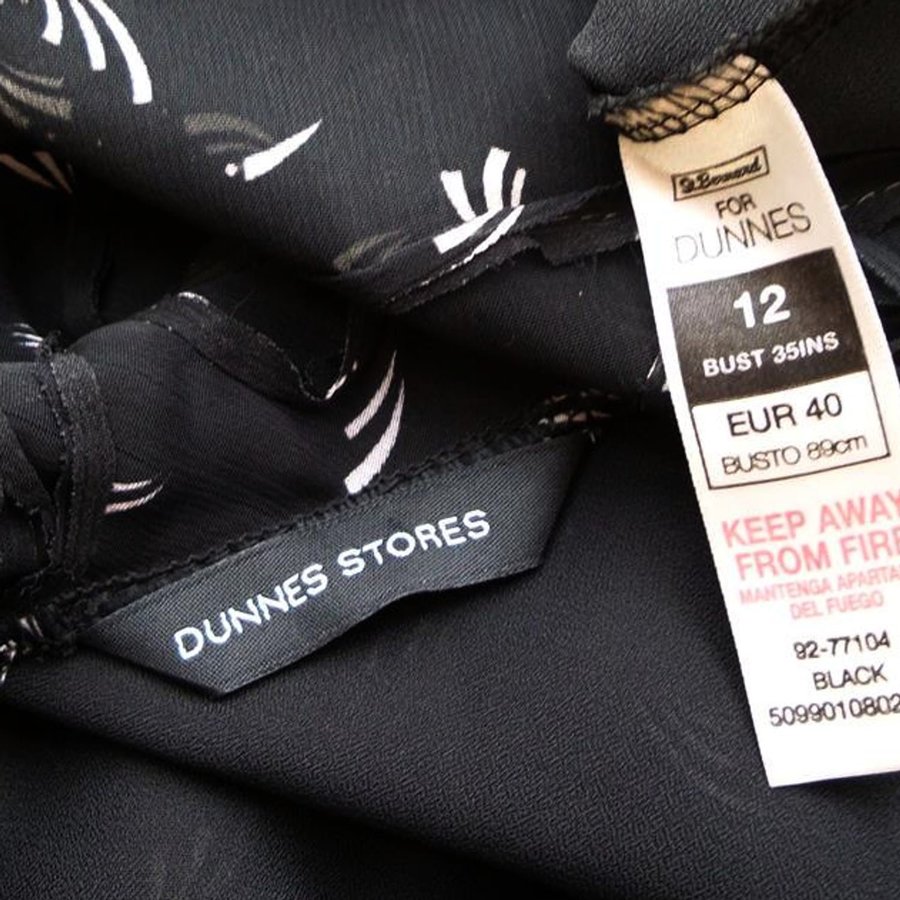 St.Bernard
FOR
DUNNES
12
BUST 35INS
EUR 40
BUSTO 89cm
KEEP AWAY
FROM FIRE
MANTENGA APARTA
DEL FUEGO
92-77104
BLACK
5099010802
DUNNES STORES